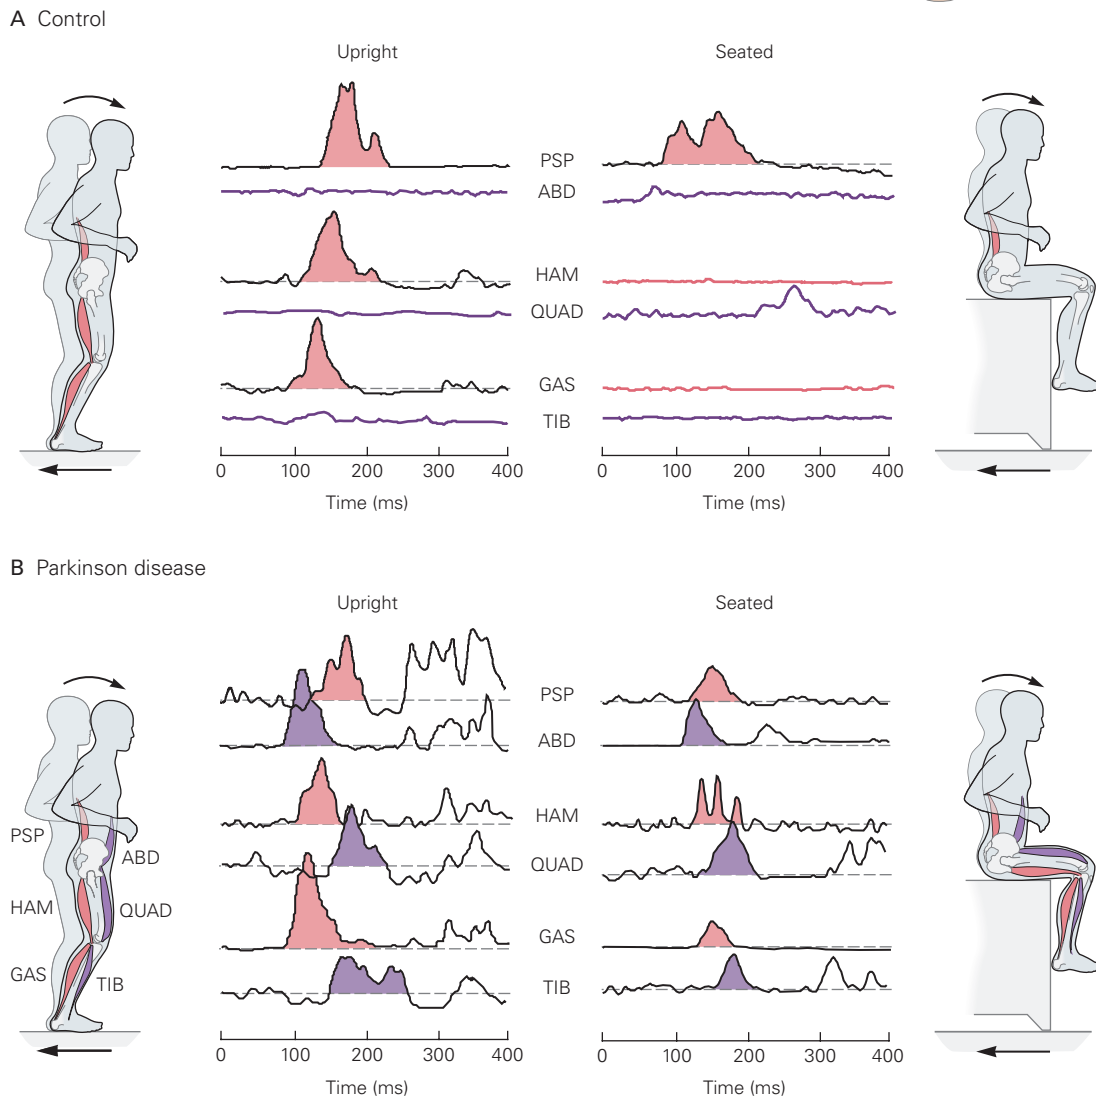 A Control
Upright
Seated
PSP
ABD
HAM
QUAD
GAS
TIB
0 100 200 300 400
0 100 200 300 400
Time (ms)
Time (ms)
B Parkinson disease
Upright
Seated
PSP
ABD
HAM
QUAD
GAS
TIB
PSP
ABD
HAM
QUAD
GAS
TIB
0 100 200 300 400
0 100 200 300 400
Time (ms)
Time (ms)